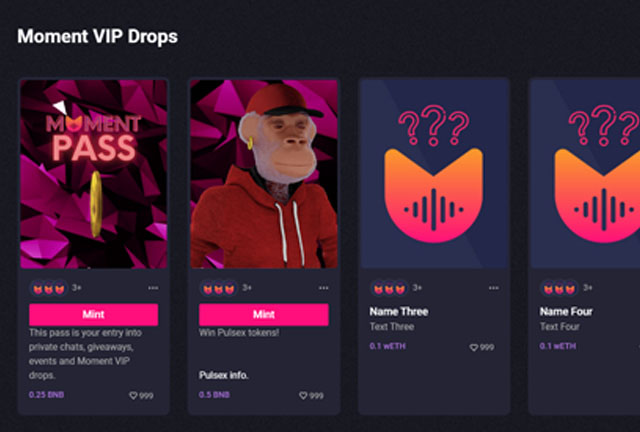 Moment VIP Drops
MOMENT
PASS
???
???
3+
3+
3+
3+
Mint
This pass is your entry into
private chats, giveaways,
events and Moment VIP
drops.
0.25 BNB
999
Mint
Win Pulsex tokens!
Pulsex info.
0.5 BNB
999
Name Three
Text Three
0.1 wETH
999
Name Four
Text Four
0.1 wETH